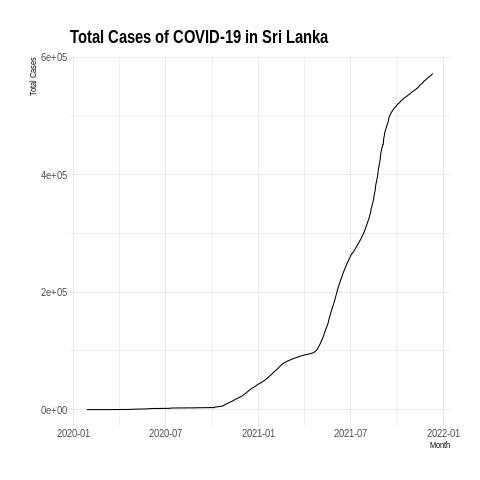 Total Cases of COVID-19 in Sri Lanka
Total Cases
6e+05
4e+05
2e+05
0e+00
2020-01 2020-07 2021-01 2021-07 2022-01
Month